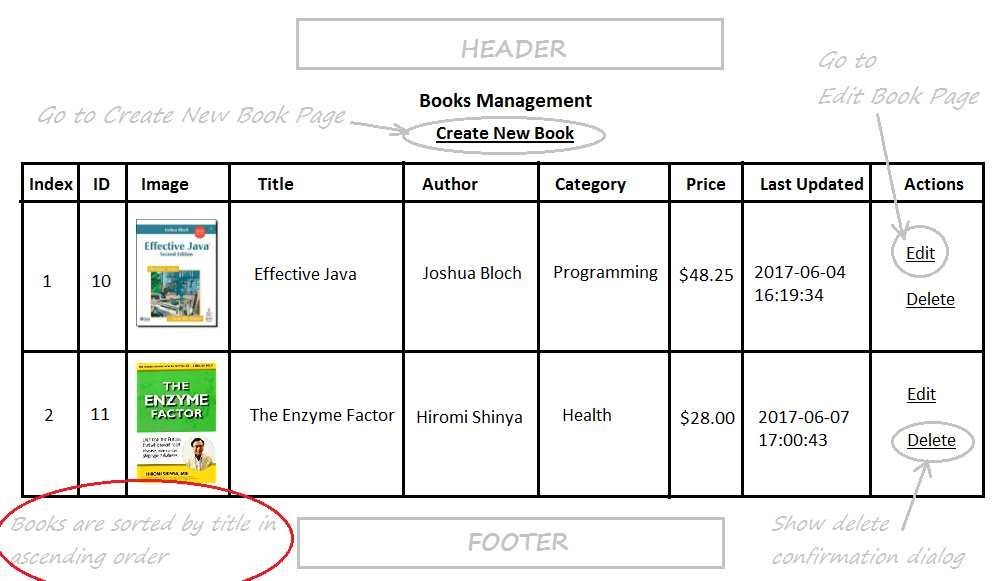 HEADER
Go to
Edit Book Page
Books Management
Go to Create New Book Page
Create New Book
Index ID Image Title Author Category Price Last Updated Actions
Joshua Bloch
Effective Java
Second Edition
1 10 Effective Java Joshua Bloch Programming $48.25 2017-06-04
16:19:34
Edit
Delete
THE
ENZYME
FACTOR
HIROMI SHINYA, MD
2 11 The Enzyme Factor Hiromi Shinya Health $28.00 2017-06-07
17:00:43
Edit
Delete
Books are sorted by title in
ascending order
FOOTER
Show delete
confirmation dialog